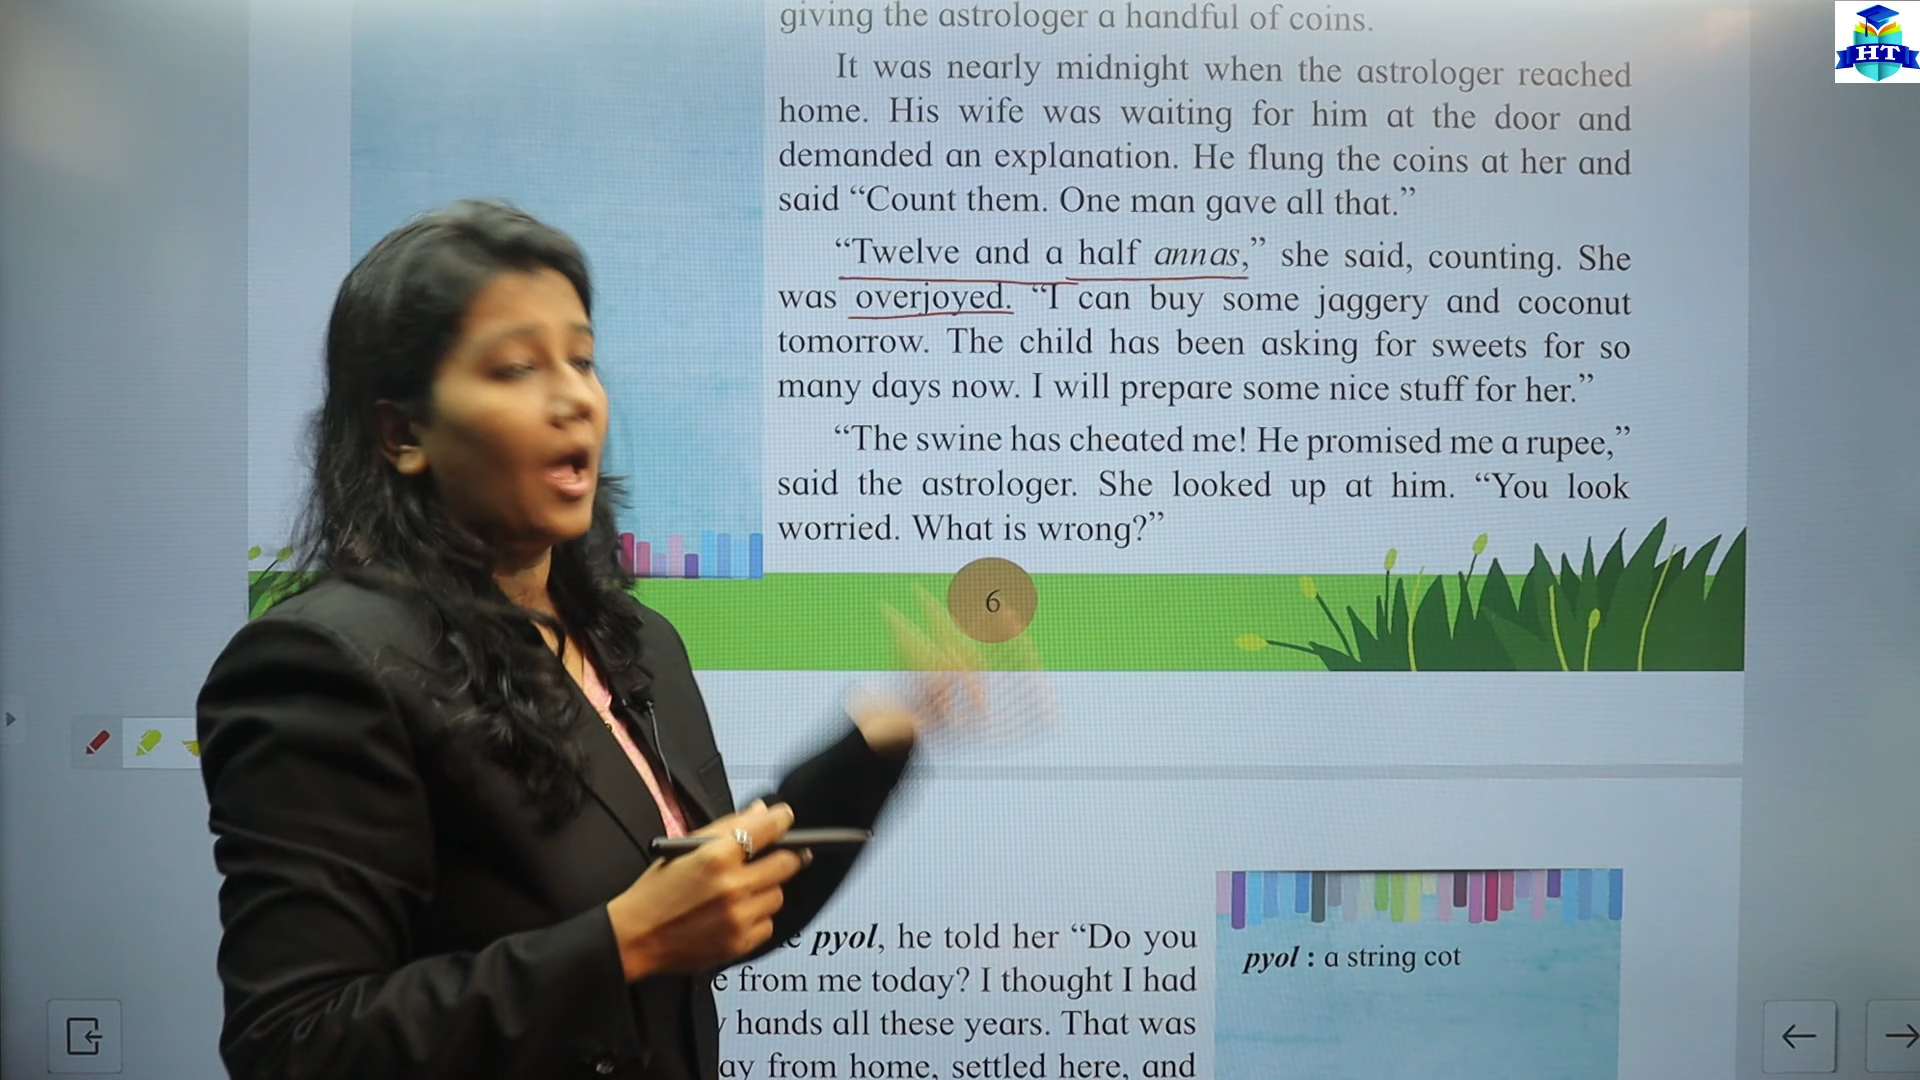 giving the astrologer a handful of coins.
HT
It was nearly midnight when the astrologer reached
home. His wife was waiting for him at the door and
demanded an explanation. He flung the coins at her and
said “Count them. One man gave all that.”
“Twelve and a half annas,” she said, counting. She
was overjoyed. “I can buy some jaggery and coconut
tomorrow. The child has been asking for sweets for so
many days now. I will prepare some nice stuff for her.”
“The swine has cheated me! He promised me a rupee,”
said the astrologer. She looked up at him. “You look
worried. What is wrong?”
6
pyol, he told her “Do you
from me today? I thought I had
hands all these years. That was
from home, settled here, and
pyol : a string cot